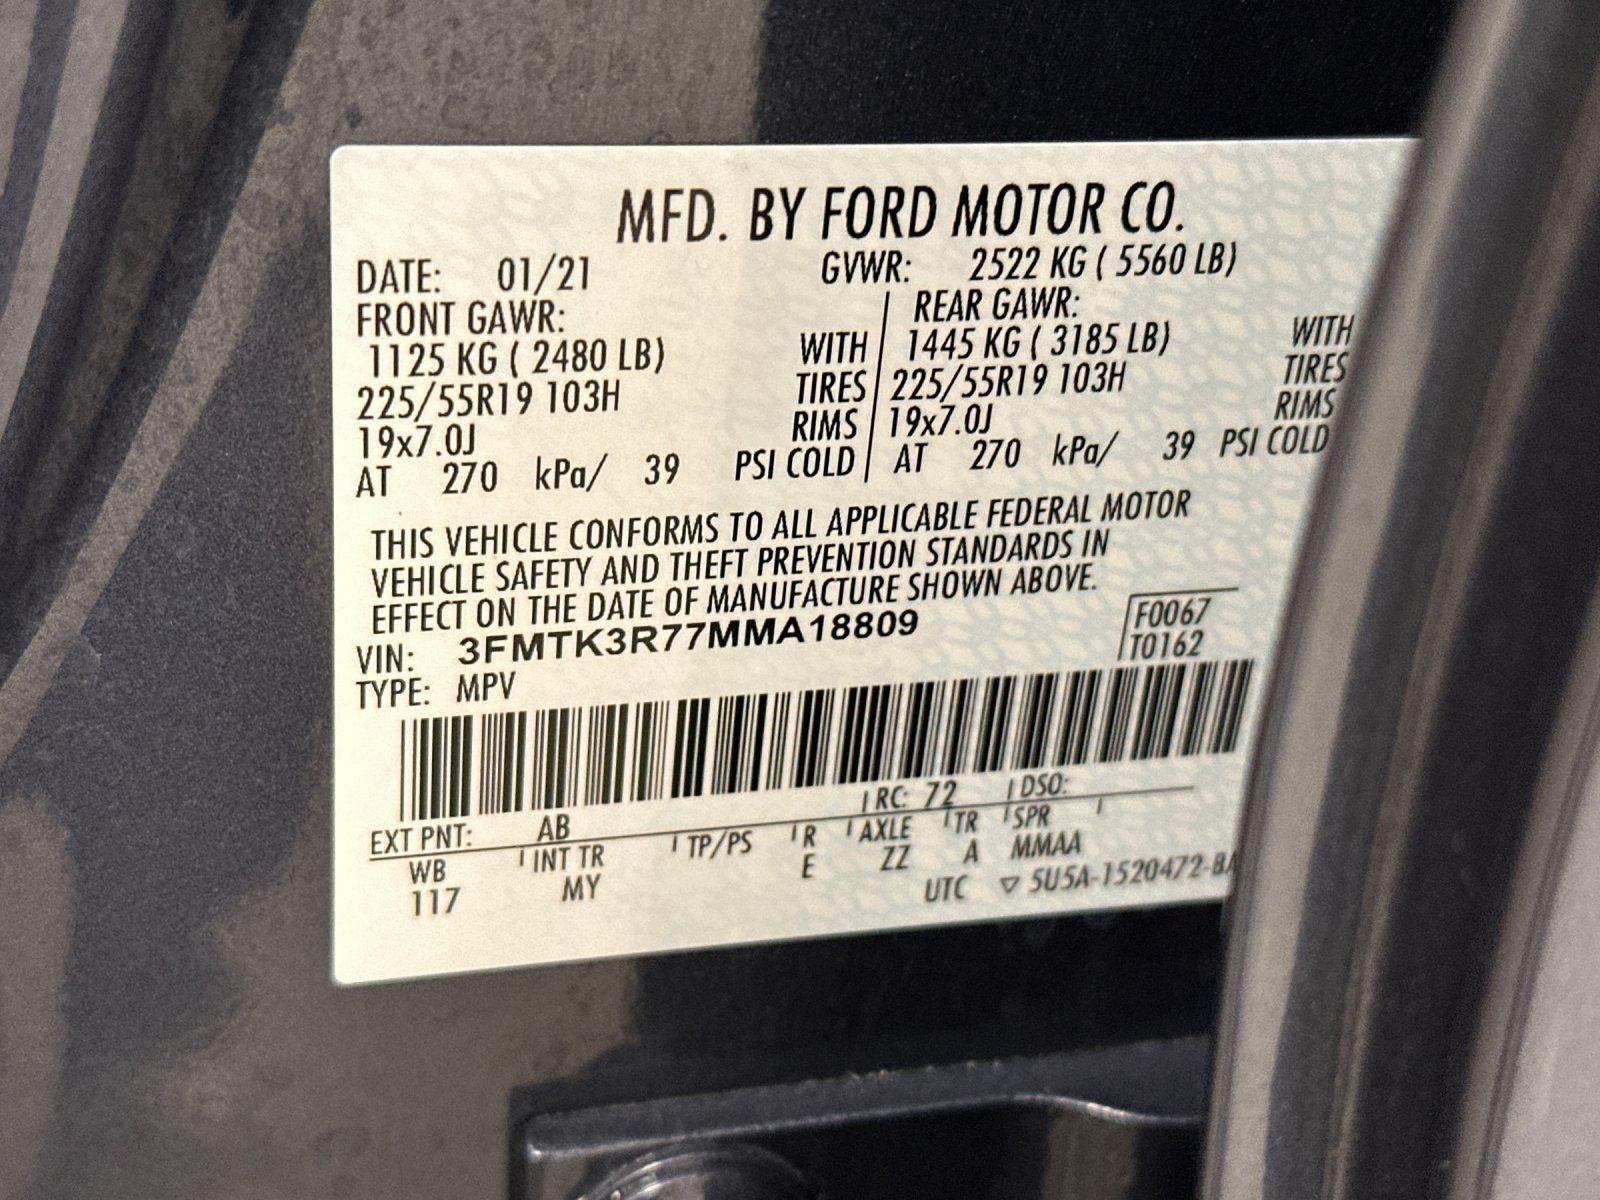 MFD. BY FORD MOTOR CO.
DATE: 01/21 GVWR: 2522 KG ( 5560 LB)
FRONT GAWR: REAR GAWR:
1125 KG ( 2480 LB) WITH 1445 KG ( 3185 LB) WITH
225/55R19 103H TIRES 225/55R19 103H TIRES
19x7.0J RIMS 19x7.0J RIMS
AT 270 kPa/ 39 PSI COLD AT 270 kPa/ 39 PSI COLD
THIS VEHICLE CONFORMS TO ALL APPLICABLE FEDERAL MOTOR
VEHICLE SAFETY AND THEFT PREVENTION STANDARDS IN
EFFECT ON THE DATE OF MANUFACTURE SHOWN ABOVE.
VIN: 3FMTK3R77MMA18809 F0067
TYPE: MPV T0162
EXT PNT: AB RC: 72 DSO:
WB INT TR TP/PS R AXLE TR SPR
117 MY E ZZ A MMAA
UTC ▽ 5U5A-1520472-BA